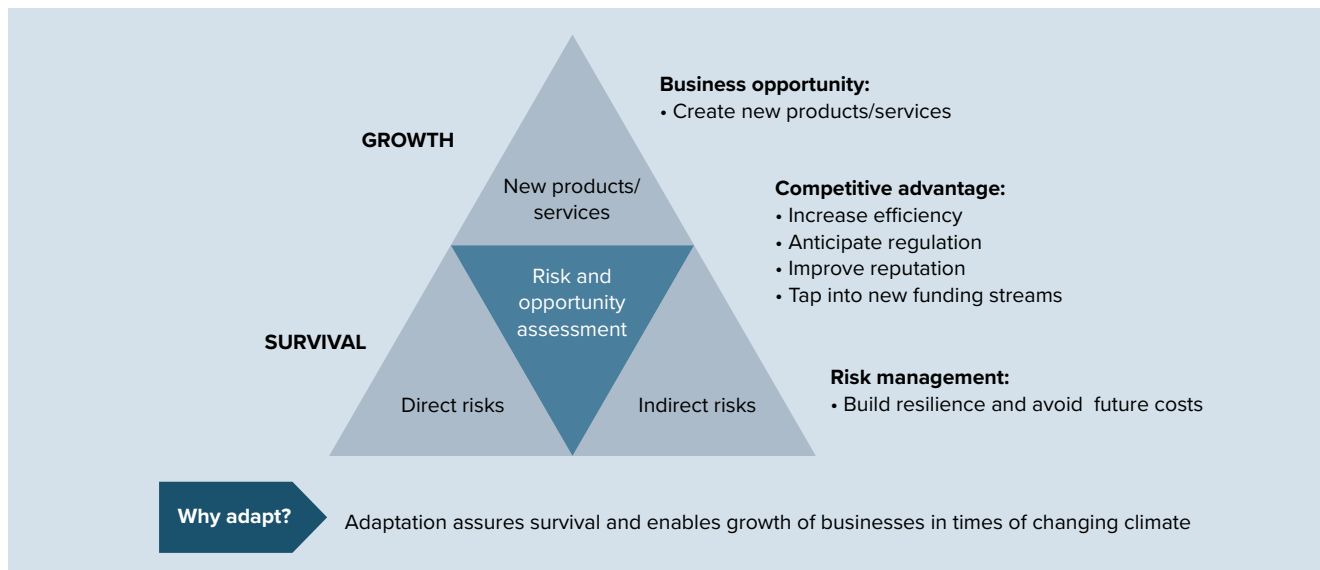 Business opportunity:
• Create new products/services
GROWTH
New products/
services
Competitive advantage:
• Increase efficiency
• Anticipate regulation
• Improve reputation
• Tap into new funding streams
Risk and
opportunity
assessment
SURVIVAL
Direct risks
Indirect risks
Risk management:
• Build resilience and avoid future costs
Why adapt?
Adaptation assures survival and enables growth of businesses in times of changing climate